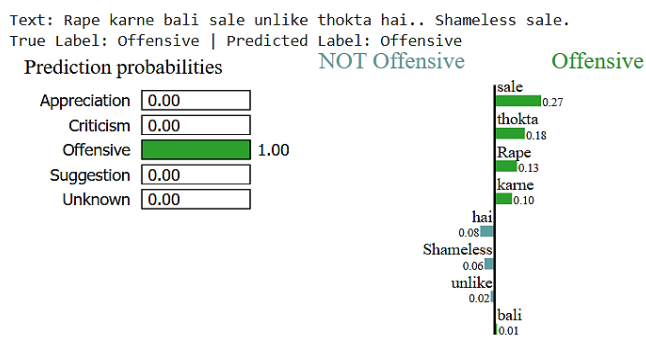 Text: Rape karne bali sale unlike thokta hai.. Shameless sale.
True Label: Offensive | Predicted Label: Offensive
Prediction probabilities
Appreciation 0.00
Criticism 0.00
Offensive 1.00
Suggestion 0.00
Unknown 0.00
NOT Offensive Offensive
sale
0.27
thokta
0.18
Rape
0.13
karne
0.10
hai
0.08
Shameless
0.06
unlike
0.02
bali
0.01